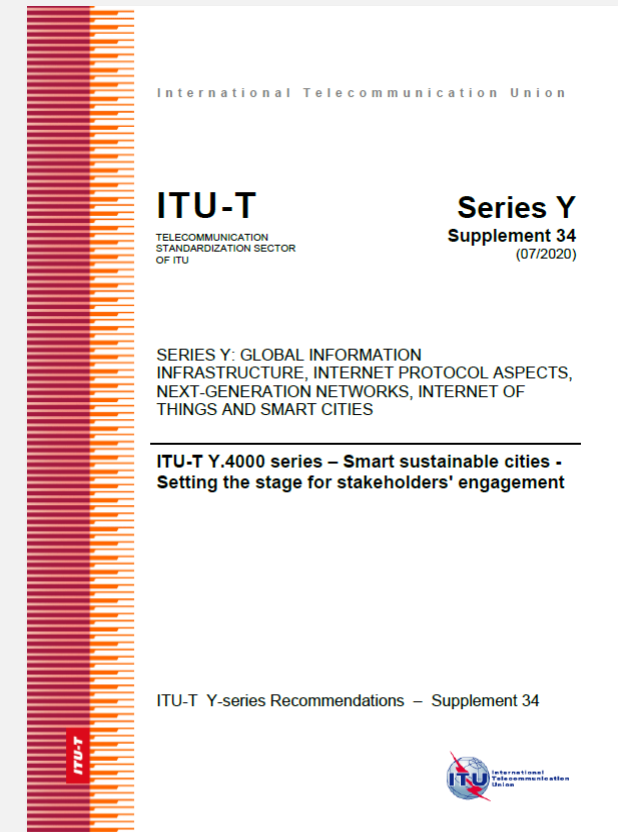 International Telecommunication Union
ITU-T
Series Y
TELECOMMUNICATION
STANDARDIZATION SECTOR
OF ITU
Supplement 34
(07/2020)
SERIES Y: GLOBAL INFORMATION
INFRASTRUCTURE, INTERNET PROTOCOL ASPECTS,
NEXT-GENERATION NETWORKS, INTERNET OF
THINGS AND SMART CITIES
ITU-T Y.4000 series – Smart sustainable cities -
Setting the stage for stakeholders' engagement
ITU-T Y-series Recommendations – Supplement 34
ITU-T
ITU
International
Telecommunication
Union